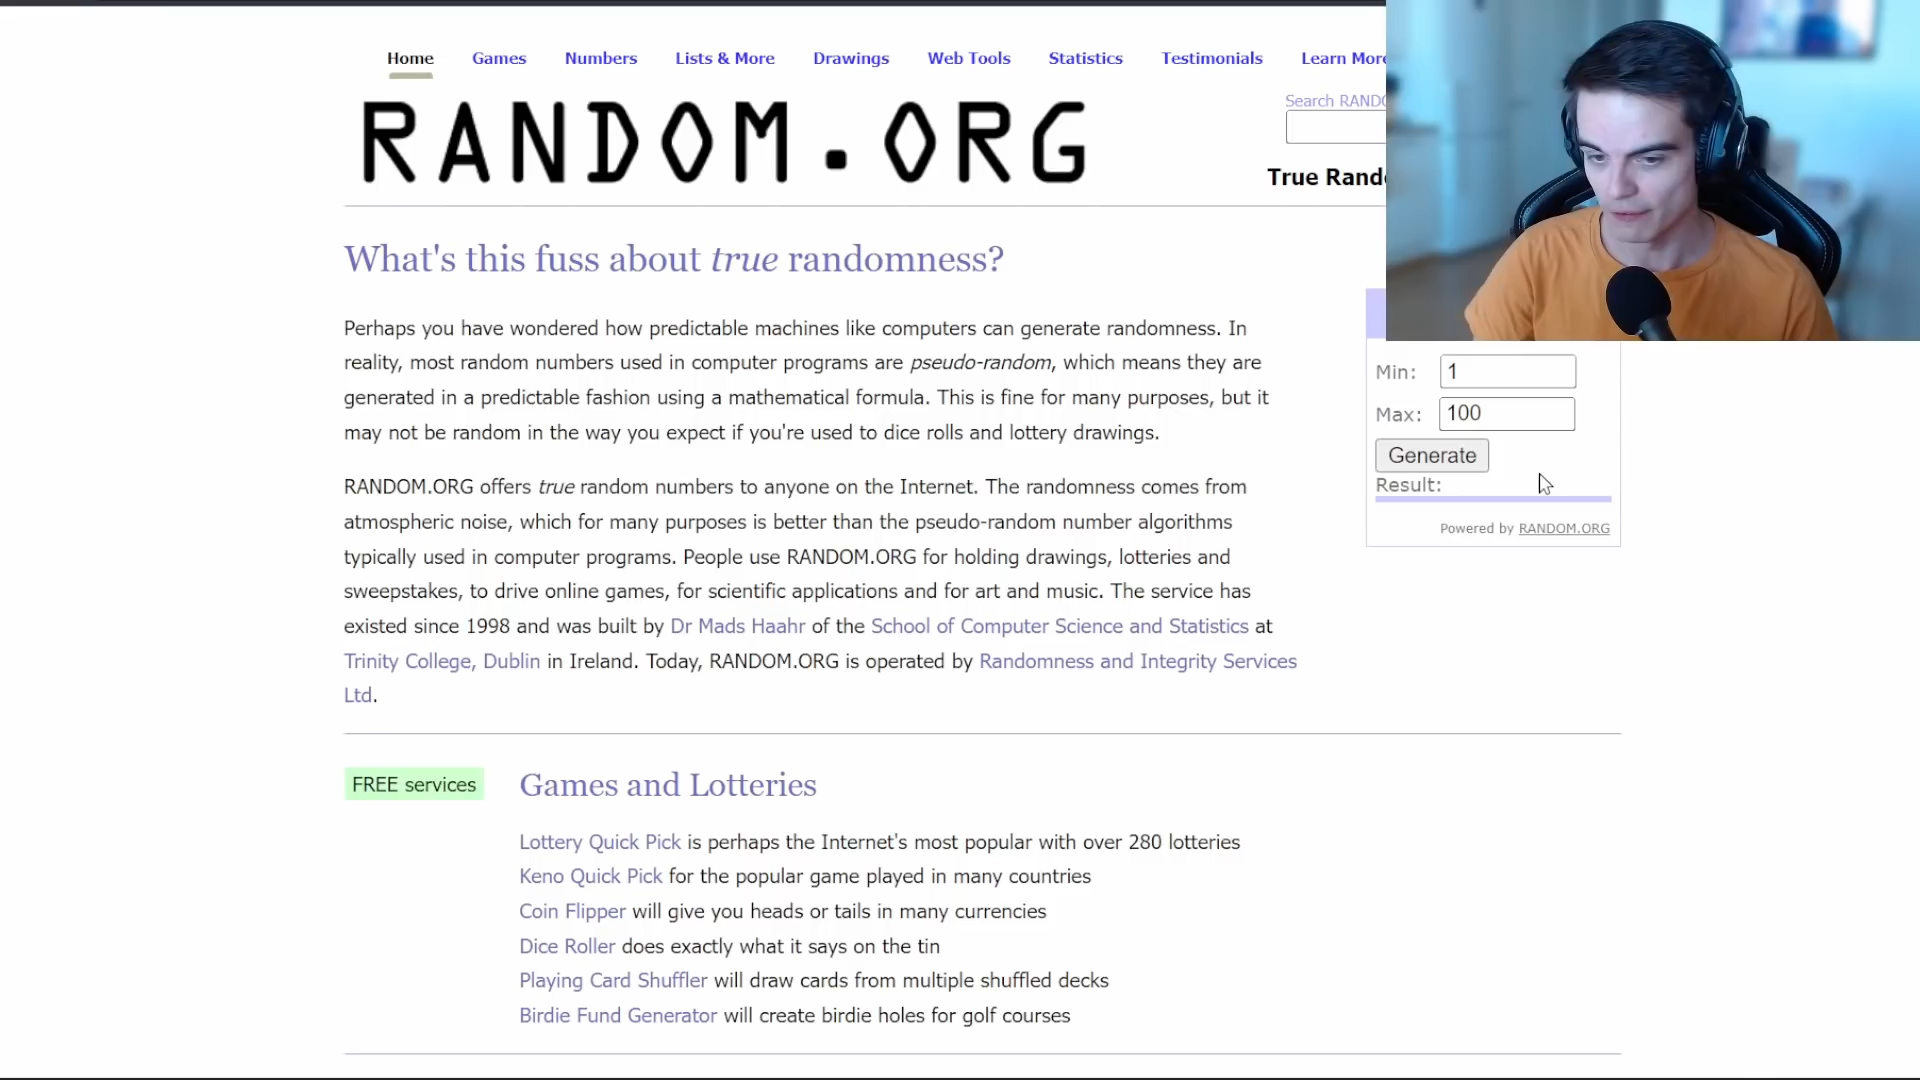 Home Games Numbers Lists & More Drawings Web Tools Statistics Testimonials Learn More
RANDOM.ORG
Search RANDO
True Rando
What's this fuss about true randomness?
Perhaps you have wondered how predictable machines like computers can generate randomness. In
reality, most random numbers used in computer programs are pseudo-random, which means they are
generated in a predictable fashion using a mathematical formula. This is fine for many purposes, but it
may not be random in the way you expect if you're used to dice rolls and lottery drawings.
RANDOM.ORG offers true random numbers to anyone on the Internet. The randomness comes from
atmospheric noise, which for many purposes is better than the pseudo-random number algorithms
typically used in computer programs. People use RANDOM.ORG for holding drawings, lotteries and
sweepstakes, to drive online games, for scientific applications and for art and music. The service has
existed since 1998 and was built by Dr Mads Haahr of the School of Computer Science and Statistics at
Trinity College, Dublin in Ireland. Today, RANDOM.ORG is operated by Randomness and Integrity Services
Ltd.
Min: 1
Max: 100
Generate
Result:
Powered by RANDOM.ORG
FREE services
Games and Lotteries
Lottery Quick Pick is perhaps the Internet's most popular with over 280 lotteries
Keno Quick Pick for the popular game played in many countries
Coin Flipper will give you heads or tails in many currencies
Dice Roller does exactly what it says on the tin
Playing Card Shuffler will draw cards from multiple shuffled decks
Birdie Fund Generator will create birdie holes for golf courses